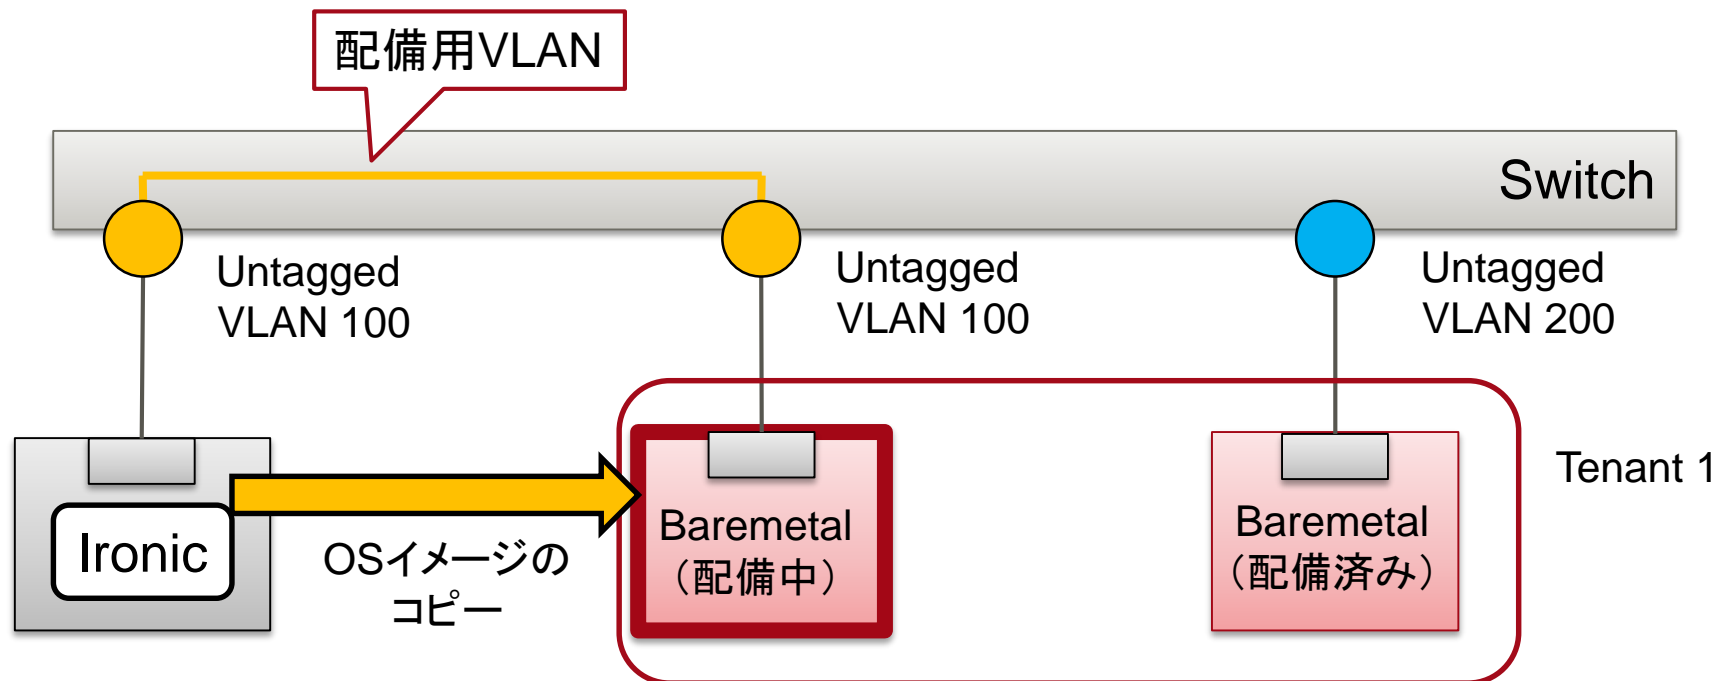 配備用VLAN
Switch
Untagged
VLAN 100
Untagged
VLAN 100
Untagged
VLAN 200
Ironic
OSイメージの
コピー
Baremetal
（配備中）
Baremetal
（配備済み）
Tenant 1